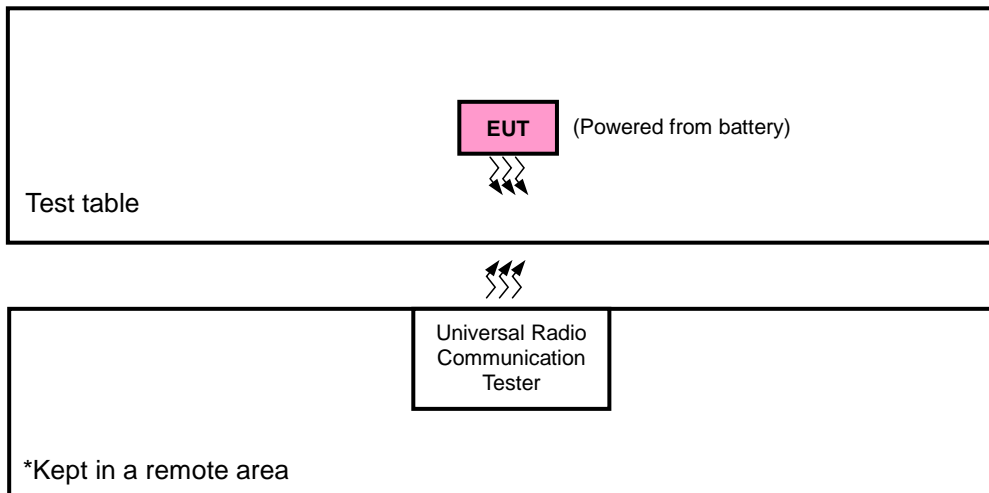 EUT
(Powered from battery)
Test table
Universal Radio
Communication
Tester
*Kept in a remote area